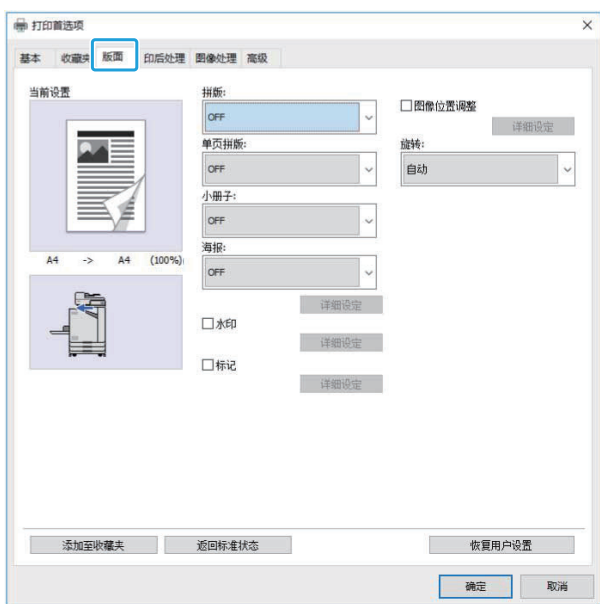 打印首选项
基本 收藏夹 版面 印后处理 图像处理 高级
当前设置
A4 -> A4 (100%)
拼版:
OFF
单页拼版:
OFF
小册子:
OFF
海报:
OFF
详细设定
水印
详细设定
标记
详细设定
图像位置调整
详细设定
旋转:
自动
添加至收藏夹 返回标准状态 恢复用户设置
确定 取消